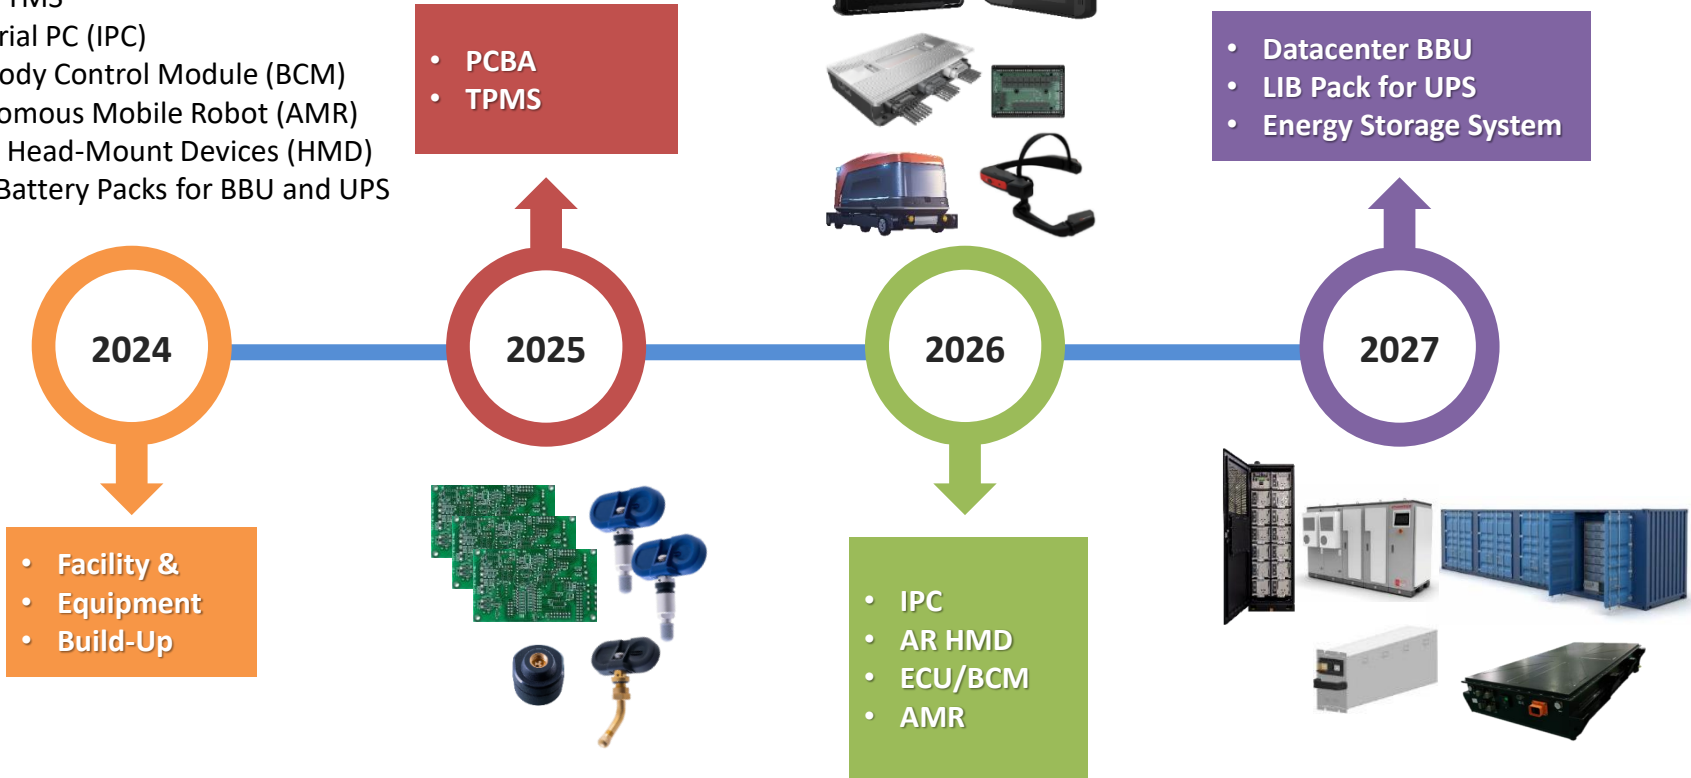 rial PC (IPC)
ody Control Module (BCM)
omous Mobile Robot (AMR)
Head-Mount Devices (HMD)
Battery Packs for BBU and UPS
• PCBA
• TPMS
• Datacenter BBU
• LIB Pack for UPS
• Energy Storage System
2024
2025
2026
2027
• Facility &
• Equipment
• Build-Up
• IPC
• AR HMD
• ECU/BCM
• AMR